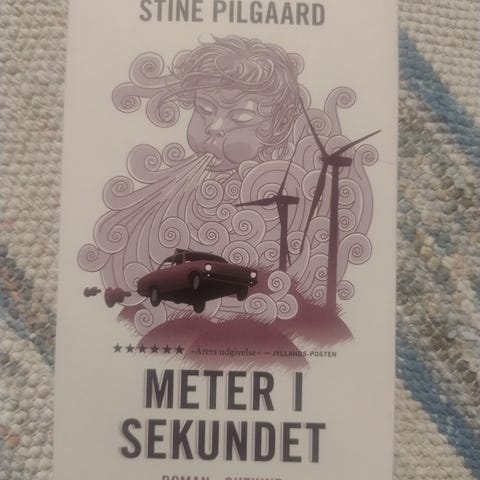 STINE PILGAARD
★★★★★★ »Årets udgivelse« — JYLLANDS-POSTEN
METER I
SEKUNDET